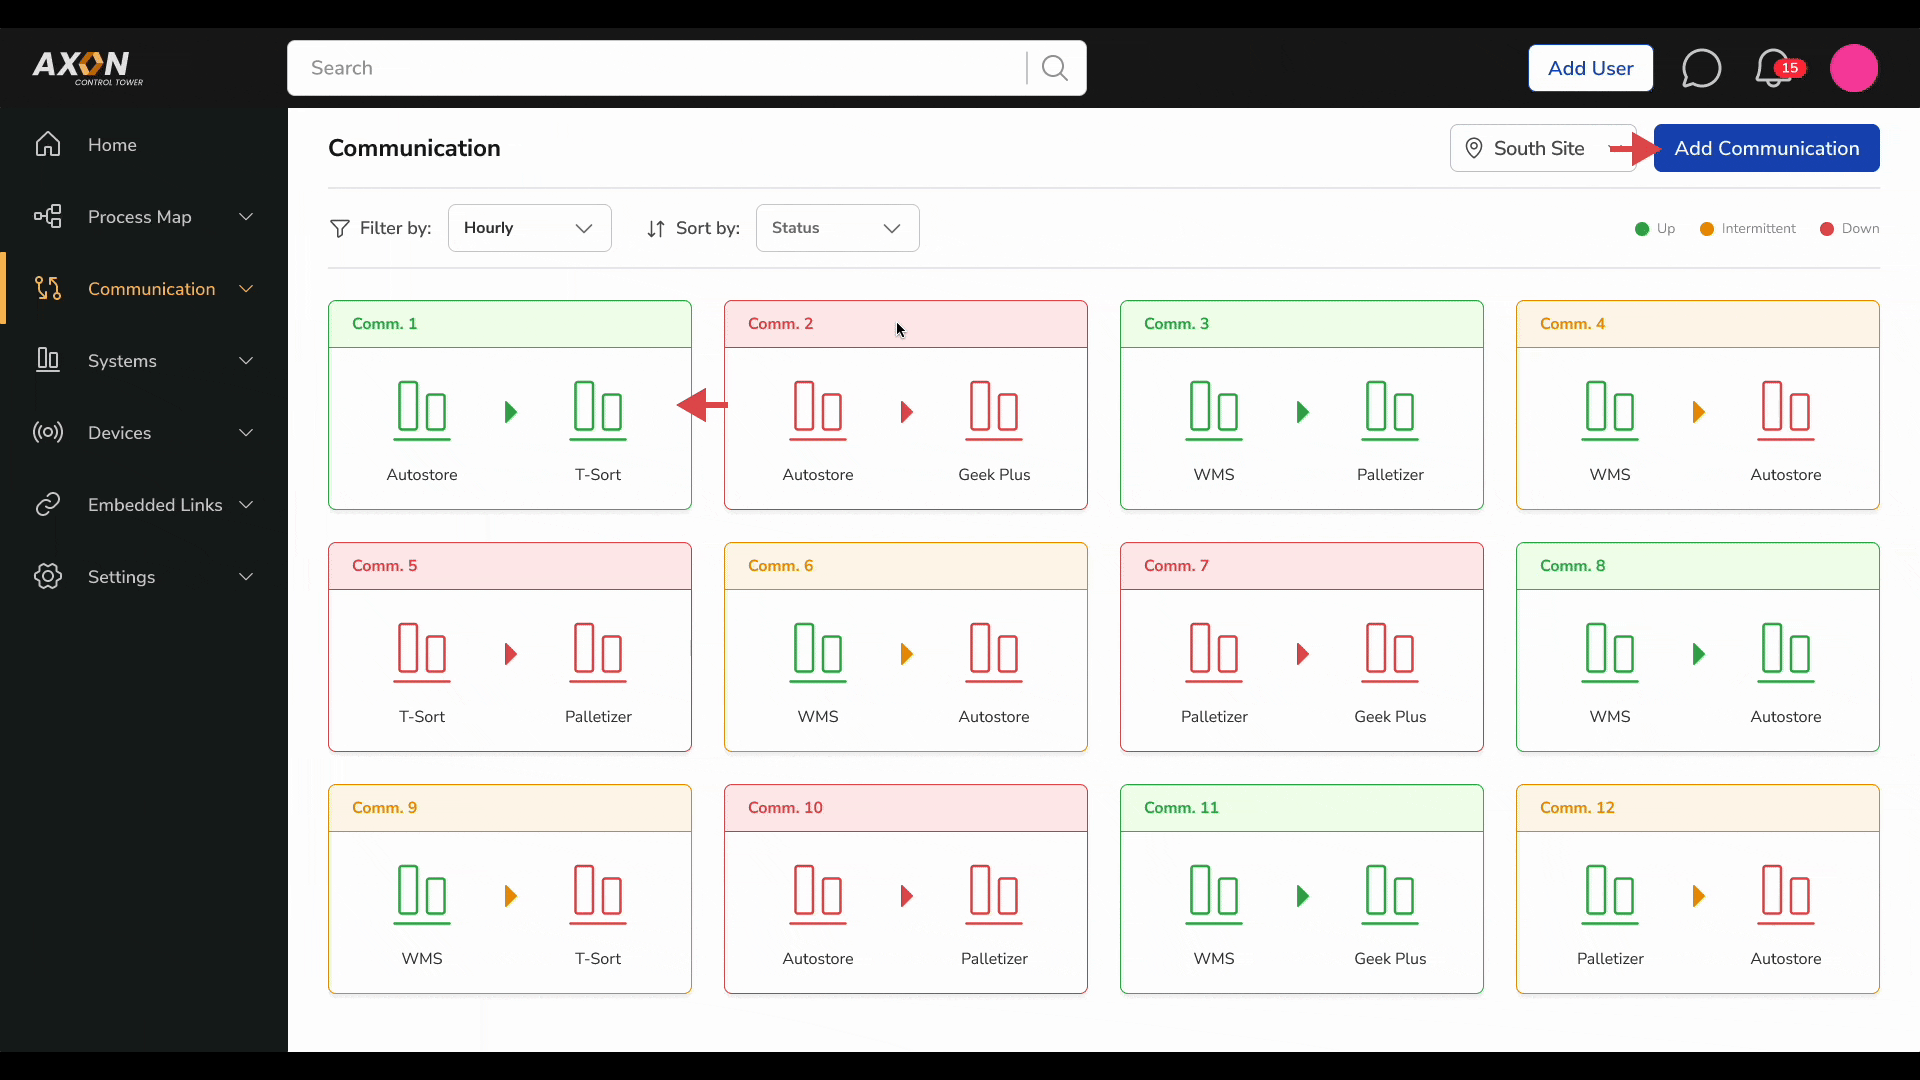 AXON
CONTROL TOWER
Search
Add User
15
Home
Process Map
Communication
Systems
Devices
Embedded Links
Settings
Communication
South Site
Add Communication
Filter by:
Hourly
Sort by:
Status
Up
Intermittent
Down
Comm. 1
Autostore
T-Sort
Comm. 2
Autostore
Geek Plus
Comm. 3
WMS
Palletizer
Comm. 4
WMS
Autostore
Comm. 5
T-Sort
Palletizer
Comm. 6
WMS
Autostore
Comm. 7
Palletizer
Geek Plus
Comm. 8
WMS
Autostore
Comm. 9
WMS
T-Sort
Comm. 10
Autostore
Palletizer
Comm. 11
WMS
Geek Plus
Comm. 12
Palletizer
Autostore